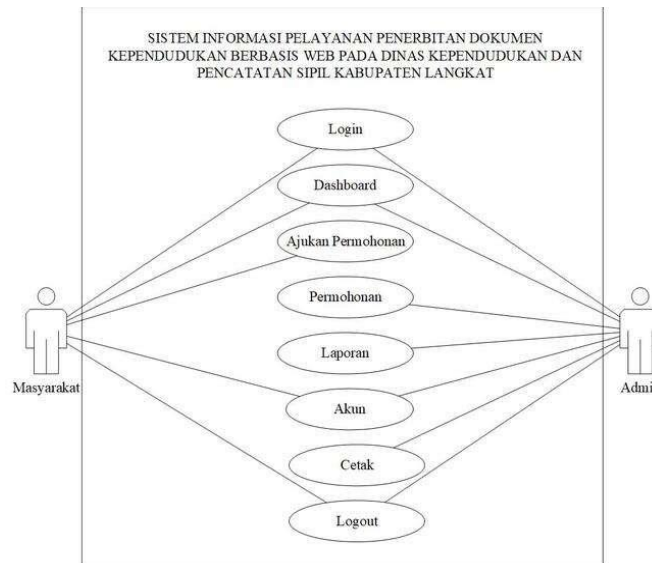 SISTEM INFORMASI PELAYANAN PENERBITAN DOKUMEN
KEPENDUDUKAN BERBASIS WEB PADA DINAS KEPENDUDUKAN DAN
PENCATATAN SIPIL KABUPATEN LANGKAT
Login
Dashboard
Ajukan Permohonan
Permohonan
Laporan
Masyarakat
Admi
Akun
Cetak
Logout